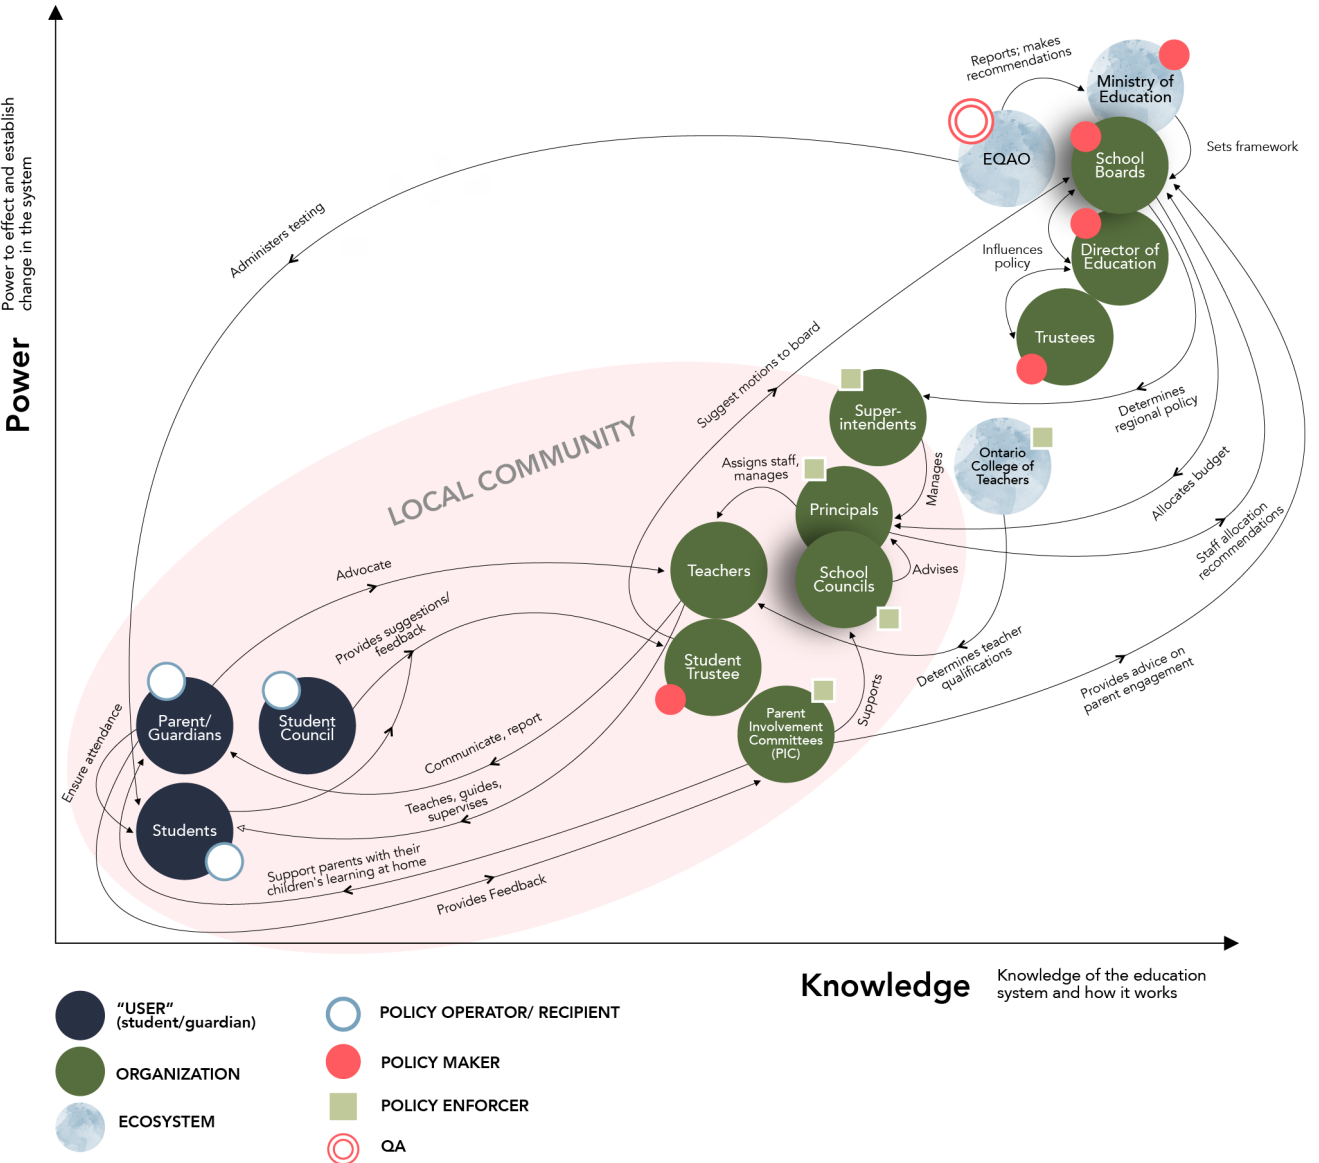 Power to effect and establish
change in the system
Power
Reports; makes
recommendations
Ministry of
Education
EQAO
School
Boards
Sets framework
Administers testing
Influences
policy
Director of
Education
Trustees
Suggest motions to board
Super-
intendents
Determines
regional policy
LOCAL COMMUNITY
Assigns staff,
manages
Manages
Ontario
College of
Teachers
Allocates budget
Principals
Staff allocation
recommendations
Advocate
Teachers
School
Councils
Advises
Provides suggestions/
feedback
Student
Trustee
Determines teacher
qualifications
Provides advice on
parent engagement
Supports
Parent/
Guardians
Student
Council
Parent
Involvement
Committees
(PIC)
Ensure attendance
Communicate, report
Teaches, guides,
supervises
Students
Support parents with their
children's learning at home
Provides Feedback
Knowledge
Knowledge of the education
system and how it works
“USER”
(student/guardian)
ORGANIZATION
ECOSYSTEM
POLICY OPERATOR/ RECIPIENT
POLICY MAKER
POLICY ENFORCER
QA